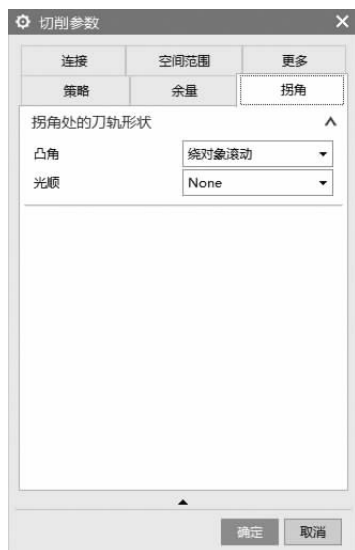 切削参数
连接 空间范围 更多
策略 余量 拐角
拐角处的刀轨形状
凸角 绕对象滚动
光顺 None
确定 取消